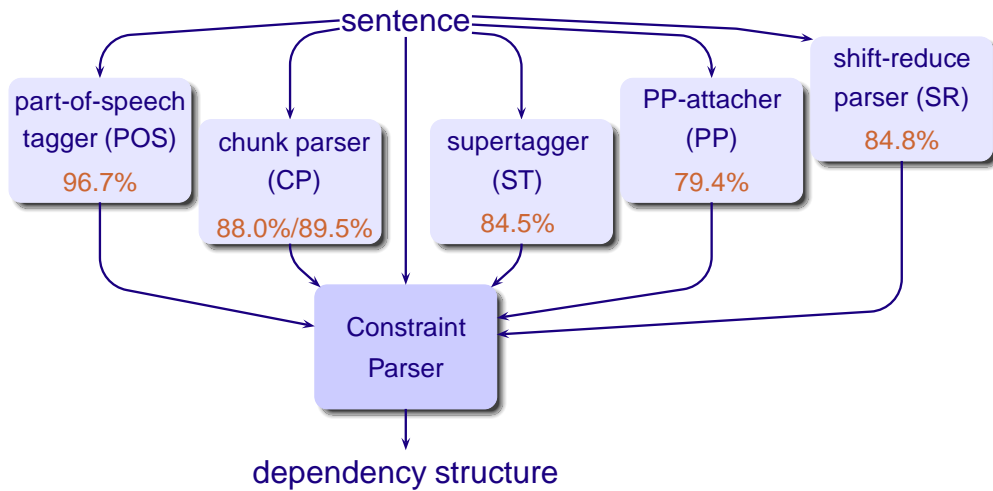 sentence
part-of-speech
tagger (POS)
96.7%
chunk parser
(CP)
88.0%/89.5%
supertagger
(ST)
84.5%
PP-attacher
(PP)
79.4%
shift-reduce
parser (SR)
84.8%
Constraint
Parser
dependency structure